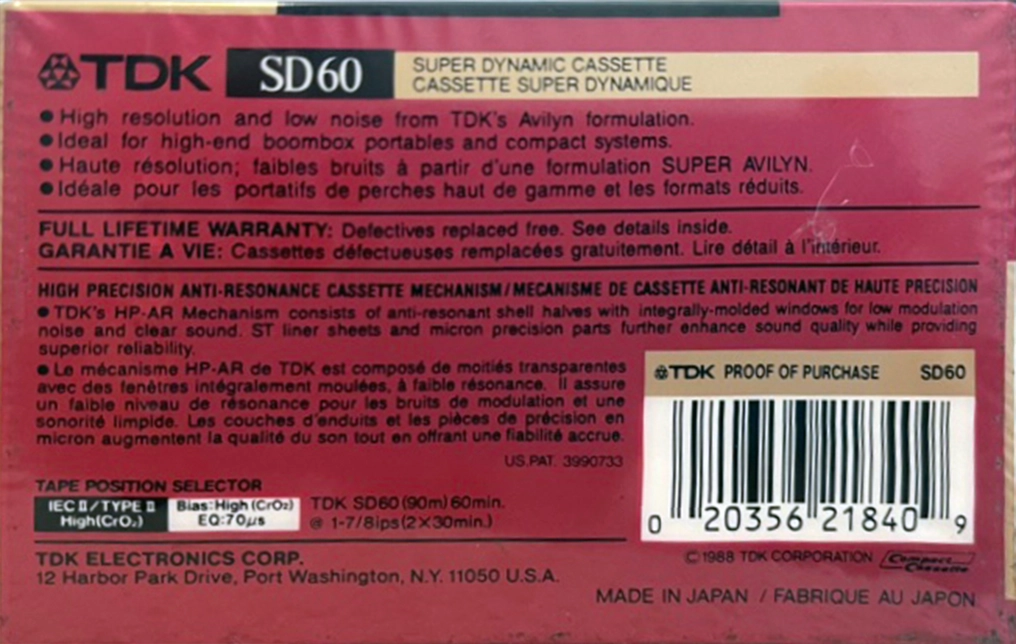 TDK SD60 SUPER DYNAMIC CASSETTE
CASSETTE SUPER DYNAMIQUE
● High resolution and low noise from TDK's Avilyn formulation.
● Ideal for high-end boombox portables and compact systems.
● Haute résolution; faibles bruits à partir d'une formulation SUPER AVILYN.
● Idéale pour les portatifs de perches haut de gamme et les formats réduits.
FULL LIFETIME WARRANTY: Defectives replaced free. See details inside.
GARANTIE A VIE: Cassettes défectueuses remplacées gratuitement. Lire détail à l'intérieur.
HIGH PRECISION ANTI-RESONANCE CASSETTE MECHANISM/MECANISME DE CASSETTE ANTI-RESONANT DE HAUTE PRECISION
● TDK's HP-AR Mechanism consists of anti-resonant shell halves with integrally-molded windows for low modulation
noise and clear sound. ST liner sheets and micron precision parts further enhance sound quality while providing
superior reliability.
● Le mécanisme HP-AR de TDK est composé de moitiés transparentes
avec des fenêtres intégralement moulées, à faible résonance. Il assure
un faible niveau de résonance pour les bruits de modulation et une
sonorité limpide. Les couches d'enduits et les pièces de précision en
micron augmentent la qualité du son tout en offrant une fiabilité accrue.
US.PAT. 3990733
TDK PROOF OF PURCHASE SD60
0 20356 21840 9
TAPE POSITION SELECTOR
IEC II/TYPE II
High(CrO₂)
Bias:High(CrO₂)
EQ:70μs
TDK SD60(90m)60min.
@ 1-7/8ips(2×30min.)
TDK ELECTRONICS CORP.
12 Harbor Park Drive, Port Washington, N.Y. 11050 U.S.A.
©1988 TDK CORPORATION Compact Cassette
MADE IN JAPAN / FABRIQUE AU JAPON